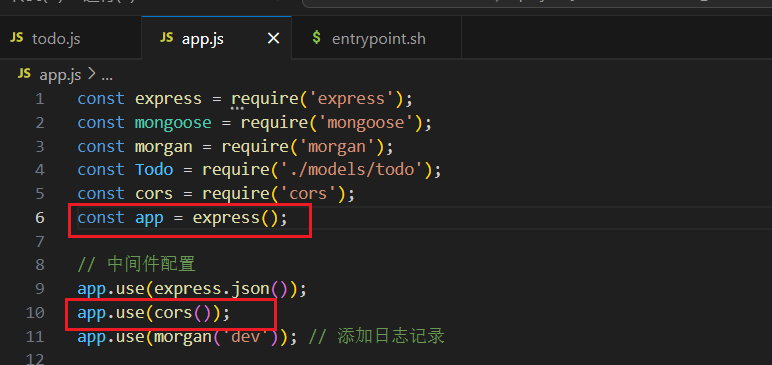 JS todo.js JS app.js × $ entrypoint.sh
JS app.js > ...
1 const express = require('express');
2 const mongoose = require('mongoose');
3 const morgan = require('morgan');
4 const Todo = require('./models/todo');
5 const cors = require('cors');
6 const app = express();
7
8 // 中间件配置
9 app.use(express.json());
10 app.use(cors());
11 app.use(morgan('dev')); // 添加日志记录
12